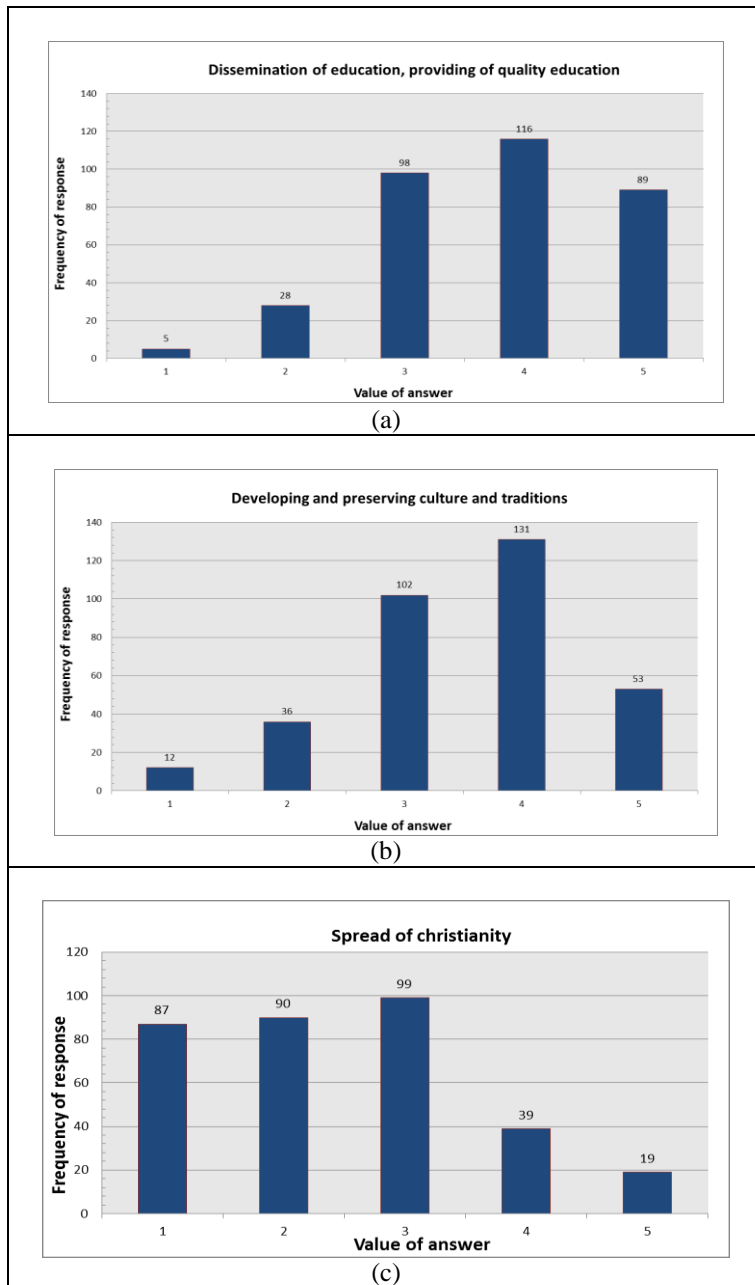 Dissemination of education, providing of quality education
Frequency of response
140
120
100
80
60
40
20
0
5
28
98
116
89
1 2 3 4 5
Value of answer
(a)
Developing and preserving culture and traditions
Frequency of response
140
120
100
80
60
40
20
0
12
36
102
131
53
1 2 3 4 5
Value of answer
(b)
Spread of christianity
Frequency of response
120
100
80
60
40
20
0
87
90
99
39
19
1 2 3 4 5
Value of answer
(c)